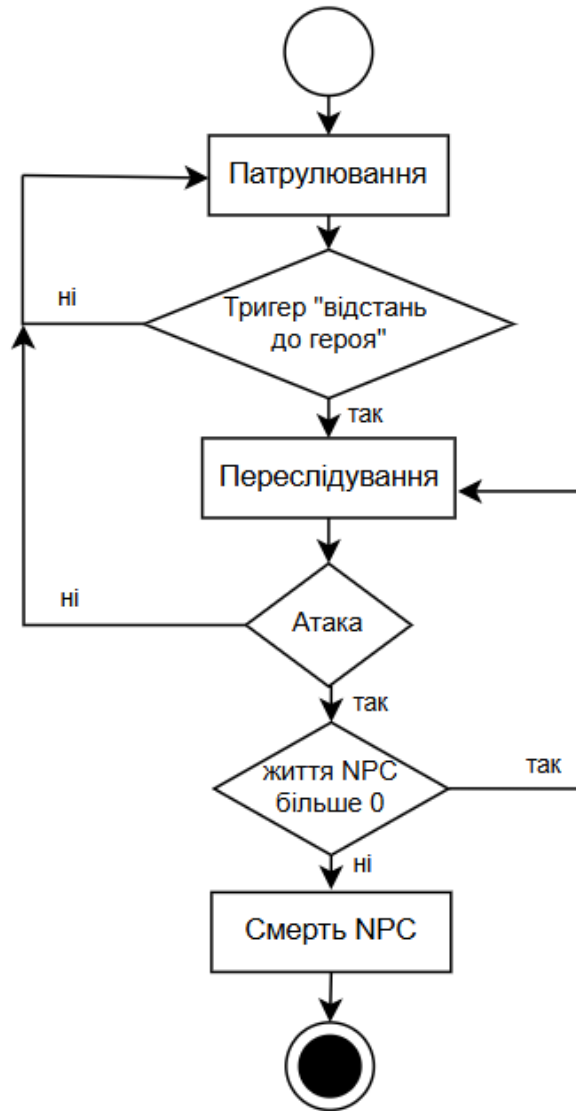 Патрулювання
ні
Тригер "відстань
до героя"
так
Переслідування
ні
Атака
так
життя NPC
більше 0
так
ні
Смерть NPC